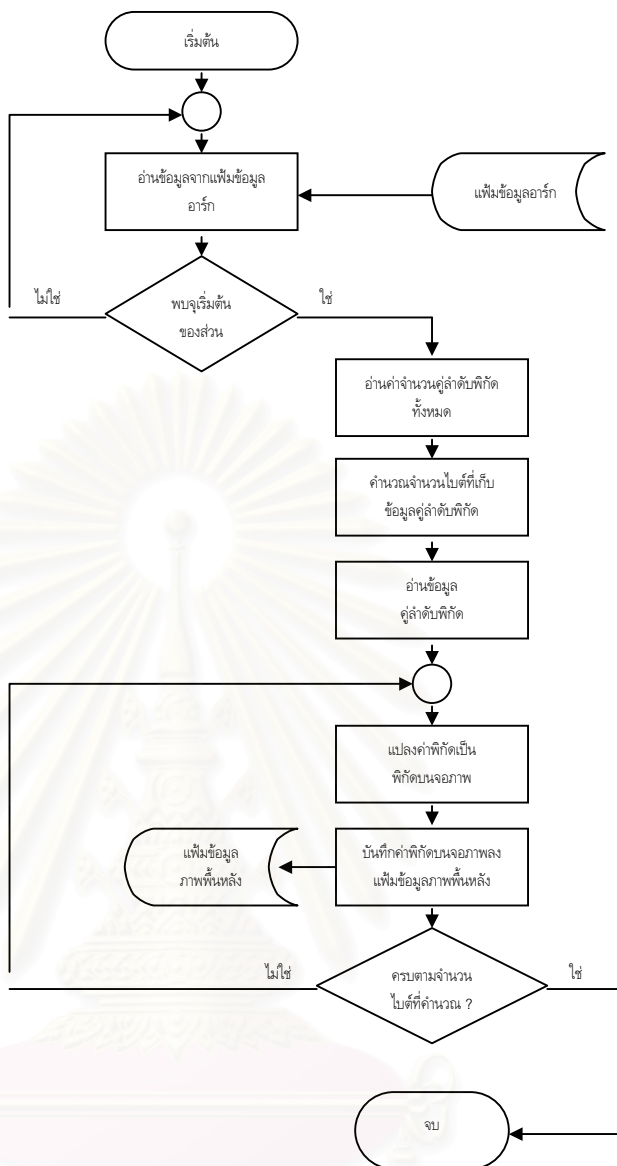 เริ่มต้น
อ่านข้อมูลจากแฟ้มข้อมูล
อาร์ก
แฟ้มข้อมูลอาร์ก
ไม่ใช่
พบจุเริ่มต้น
ของส่วน
ใช่
อ่านค่าจำนวนคู่ลำดับพิกัด
ทั้งหมด
คำนวณจำนวนไบต์ที่เก็บ
ข้อมูลคู่ลำดับพิกัด
อ่านข้อมูล
คู่ลำดับพิกัด
แปลงค่าพิกัดเป็น
พิกัดบนจอภาพ
แฟ้มข้อมูล
ภาพพื้นหลัง
บันทึกค่าพิกัดบนจอภาพลง
แฟ้มข้อมูลภาพพื้นหลัง
ไม่ใช่
ครบตามจำนวน
ไบต์ที่คำนวณ ?
ใช่
จบ